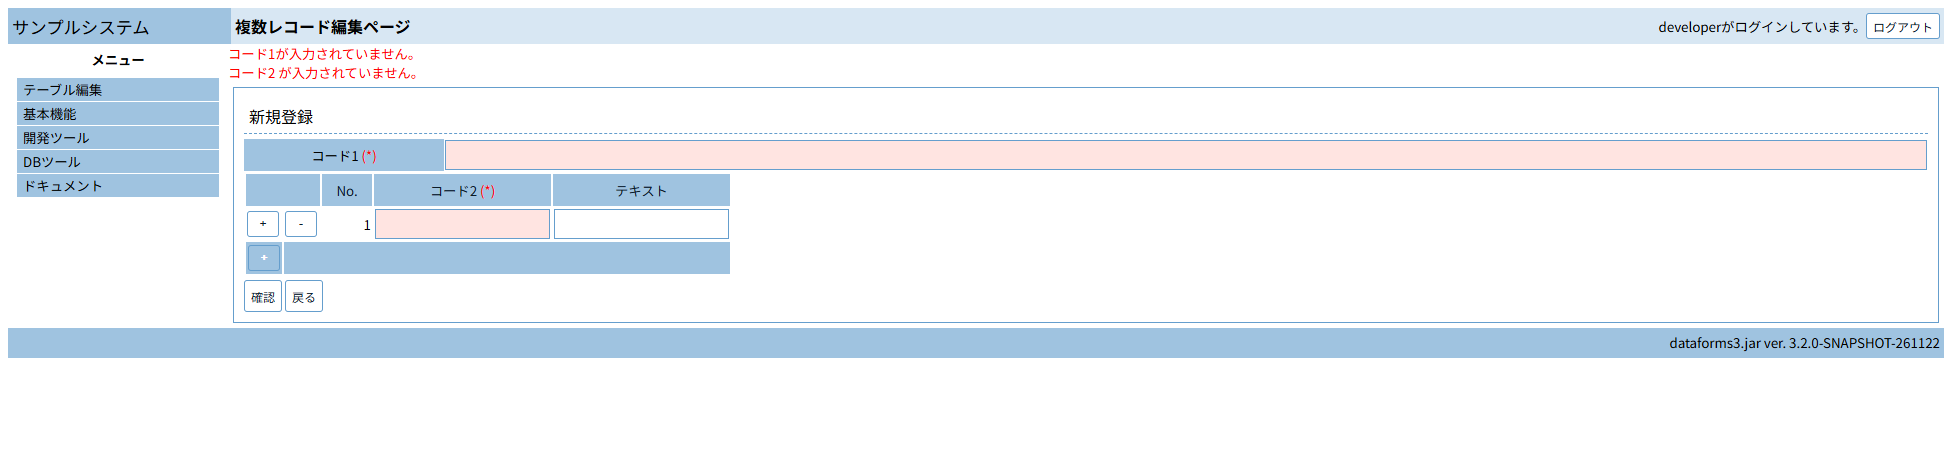 サンプルシステム
複数レコード編集ページ
developerがログインしています。 ログアウト
メニュー
テーブル編集
基本機能
開発ツール
DBツール
ドキュメント
コード1が入力されていません。
コード2 が入力されていません。
新規登録
コード1 (*)
No. コード2 (*) テキスト
+ - 1
+
確認 戻る
dataforms3.jar ver. 3.2.0-SNAPSHOT-261122